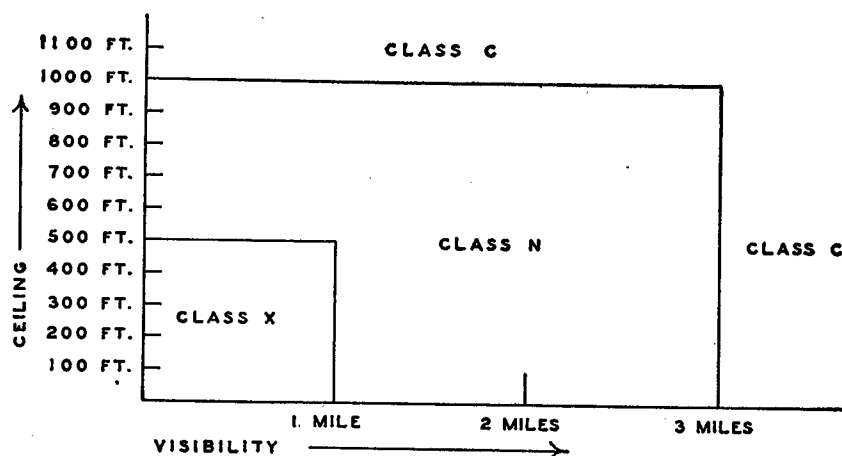 1100 FT.
CLASS C
1000 FT.
900 FT.
800 FT.
700 FT.
600 FT.
500 FT.
CLASS N
CLASS C
400 FT.
300 FT.
CLASS X
200 FT.
100 FT.
CEILING
1. MILE
2 MILES
3 MILES
VISIBILITY